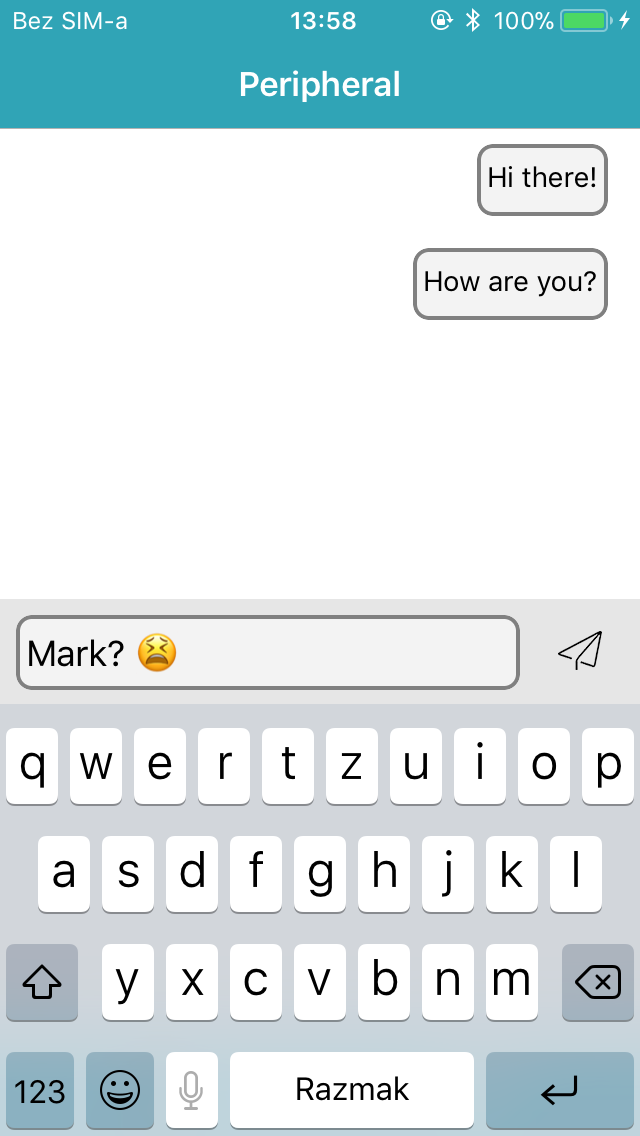 Bez SIM-a 13:58 100%
Peripheral
Hi there!
How are you?
Mark? 😫
q w e r t z u i o p
a s d f g h j k l
y x c v b n m
123 Razmak